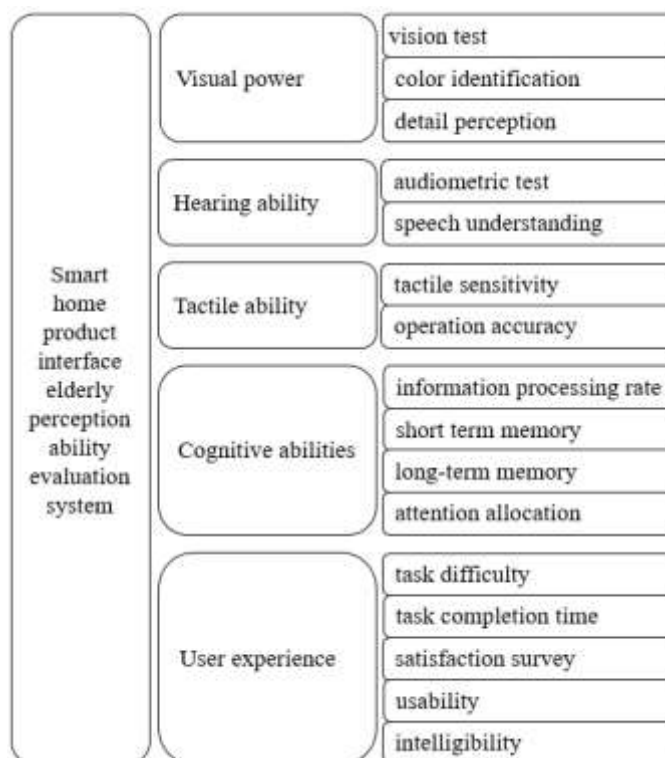 Smart
home
product
interface
elderly
perception
ability
evaluation
system
Visual power
vision test
color identification
detail perception
Hearing ability
audiometric test
speech understanding
Tactile ability
tactile sensitivity
operation accuracy
Cognitive abilities
information processing rate
short term memory
long-term memory
attention allocation
User experience
task difficulty
task completion time
satisfaction survey
usability
intelligibility